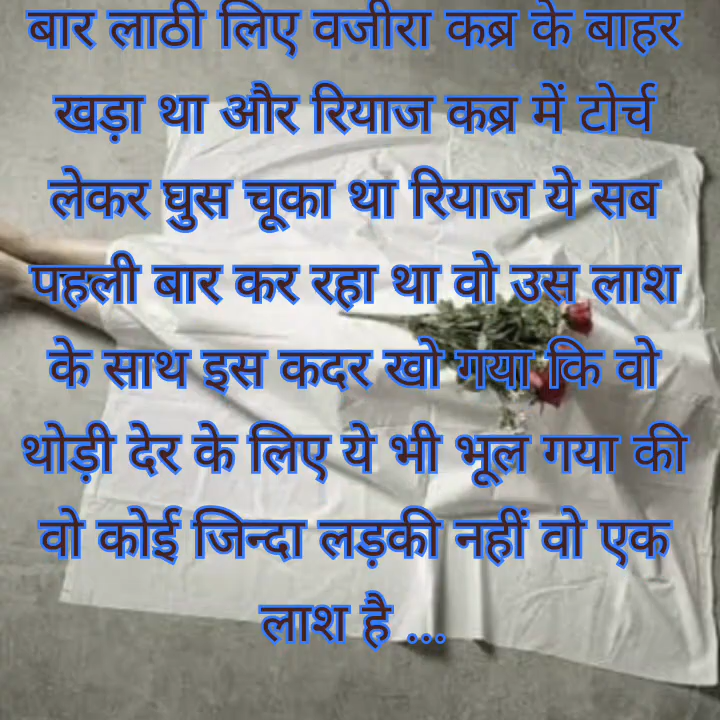 बार लाठी लिए वजीरा कब्र के बाहर
खड़ा था और रियाज कब्र में टोर्च
लेकर घुस चूका था रियाज ये सब
पहली बार कर रहा था वो उस लाश
के साथ इस कदर खो गया कि वो
थोड़ी देर के लिए ये भी भूल गया की
वो कोई जिन्दा लड़की नहीं वो एक
लाश है ...